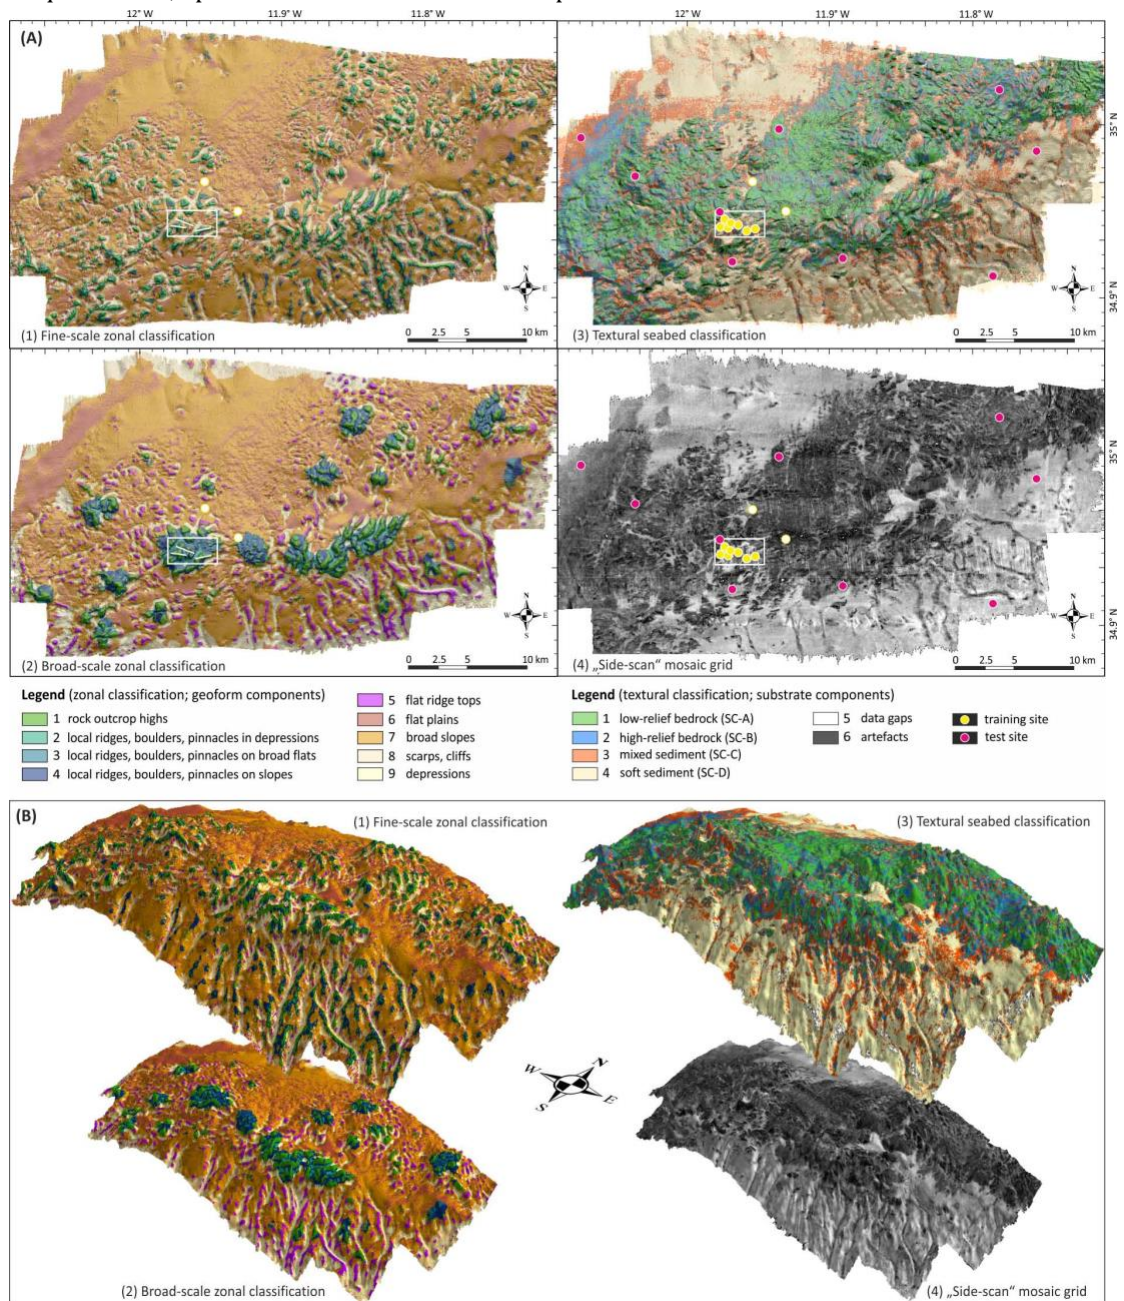 12°W 11.9°W 11.8°W 12°W 11.9°W 11.8°W
(A)
35° N
N
W E
S
N
W E
S
34.9° N
(1) Fine-scale zonal classification
0 2.5 5 10 km
(3) Textural seabed classification
0 2.5 5 10 km
35° N
N
W E
S
N
W E
S
34.9° N
(2) Broad-scale zonal classification
0 2.5 5 10 km
(4) „Side-scan“ mosaic grid
0 2.5 5 10 km
Legend (zonal classification; geoform components)
1 rock outcrop highs
2 local ridges, boulders, pinnacles in depressions
3 local ridges, boulders, pinnacles on broad flats
4 local ridges, boulders, pinnacles on slopes
5 flat ridge tops
6 flat plains
7 broad slopes
8 scarps, cliffs
9 depressions
Legend (textural classification; substrate components)
1 low-relief bedrock (SC-A)
2 high-relief bedrock (SC-B)
3 mixed sediment (SC-C)
4 soft sediment (SC-D)
5 data gaps
6 artefacts
training site
test site
(B)
(1) Fine-scale zonal classification
(3) Textural seabed classification
W N
S E
(2) Broad-scale zonal classification
(4) „Side-scan“ mosaic grid